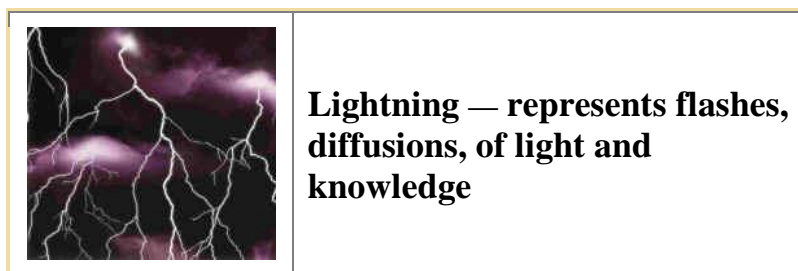 Lightning — represents flashes,
diffusions, of light and
knowledge